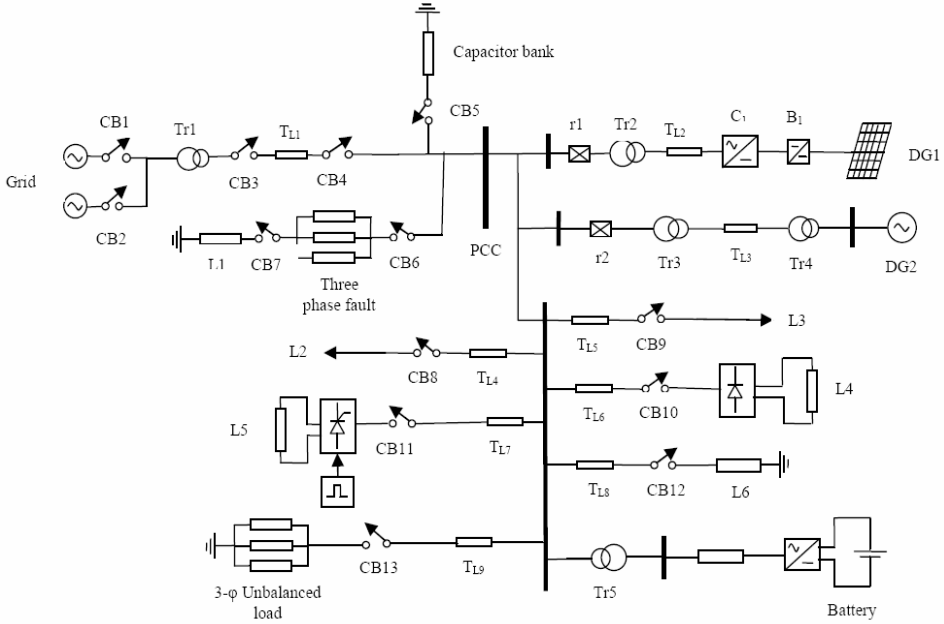 Capacitor bank
CB5
CB1
Tr1
TL1
r1
Tr2
TL2
C1
B1
Grid
CB3
CB4
DG1
CB2
PCC
L1
CB7
CB6
r2
Tr3
TL3
Tr4
DG2
Three
phase fault
L3
L2
TL5
CB9
CB8
TL4
L4
TL6
CB10
L5
CB11
TL7
TL8
CB12
L6
CB13
TL9
3-φ Unbalanced
load
Tr5
Battery